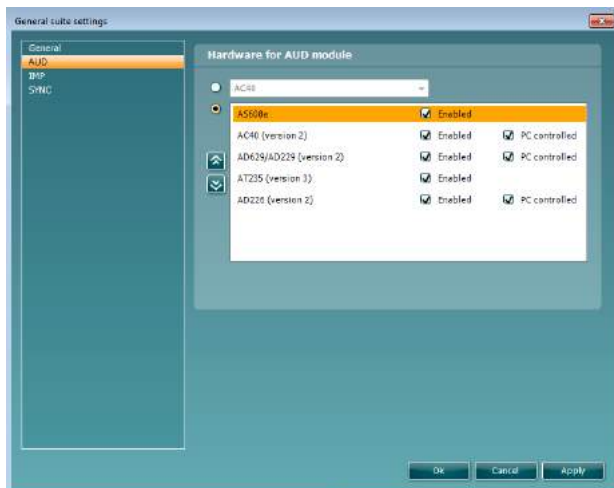 General suite settings
General
AUD
IMP
SYNC
Hardware for AUD module
AC40
AS608e Enabled
AC40 (version 2) Enabled PC controlled
AD629/AD229 (version 2) Enabled PC controlled
AT235 (version 3) Enabled
AD226 (version 2) Enabled PC controlled
Ok Cancel Apply